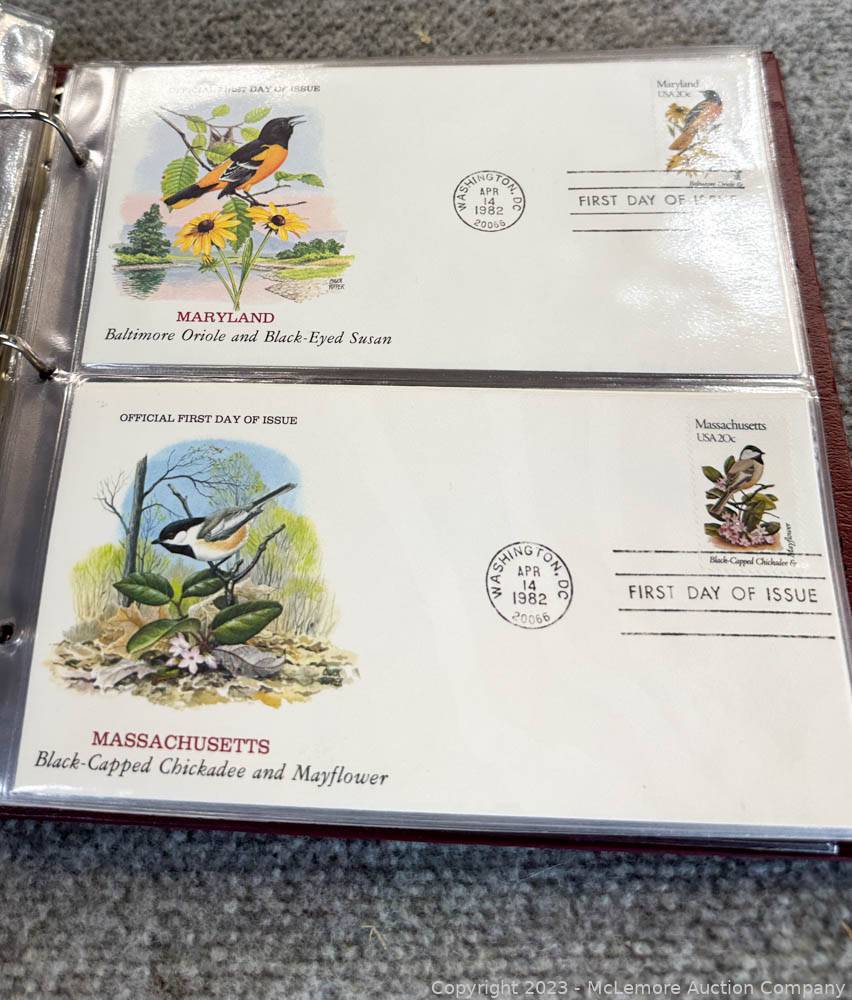 OFFICIAL FIRST DAY OF ISSUE
Maryland
USA 20c
Baltimore Oriole &
WASHINGTON, DC
APR
14
1982
20066
FIRST DAY OF ISSUE
MARYLAND
Baltimore Oriole and Black-Eyed Susan
OFFICIAL FIRST DAY OF ISSUE
Massachusetts
USA 20c
Black-Capped Chickadee &
Mayflower
WASHINGTON, DC
APR
14
1982
20066
FIRST DAY OF ISSUE
MASSACHUSETTS
Black-Capped Chickadee and Mayflower
Copyright 2023 - McLemore Auction Company